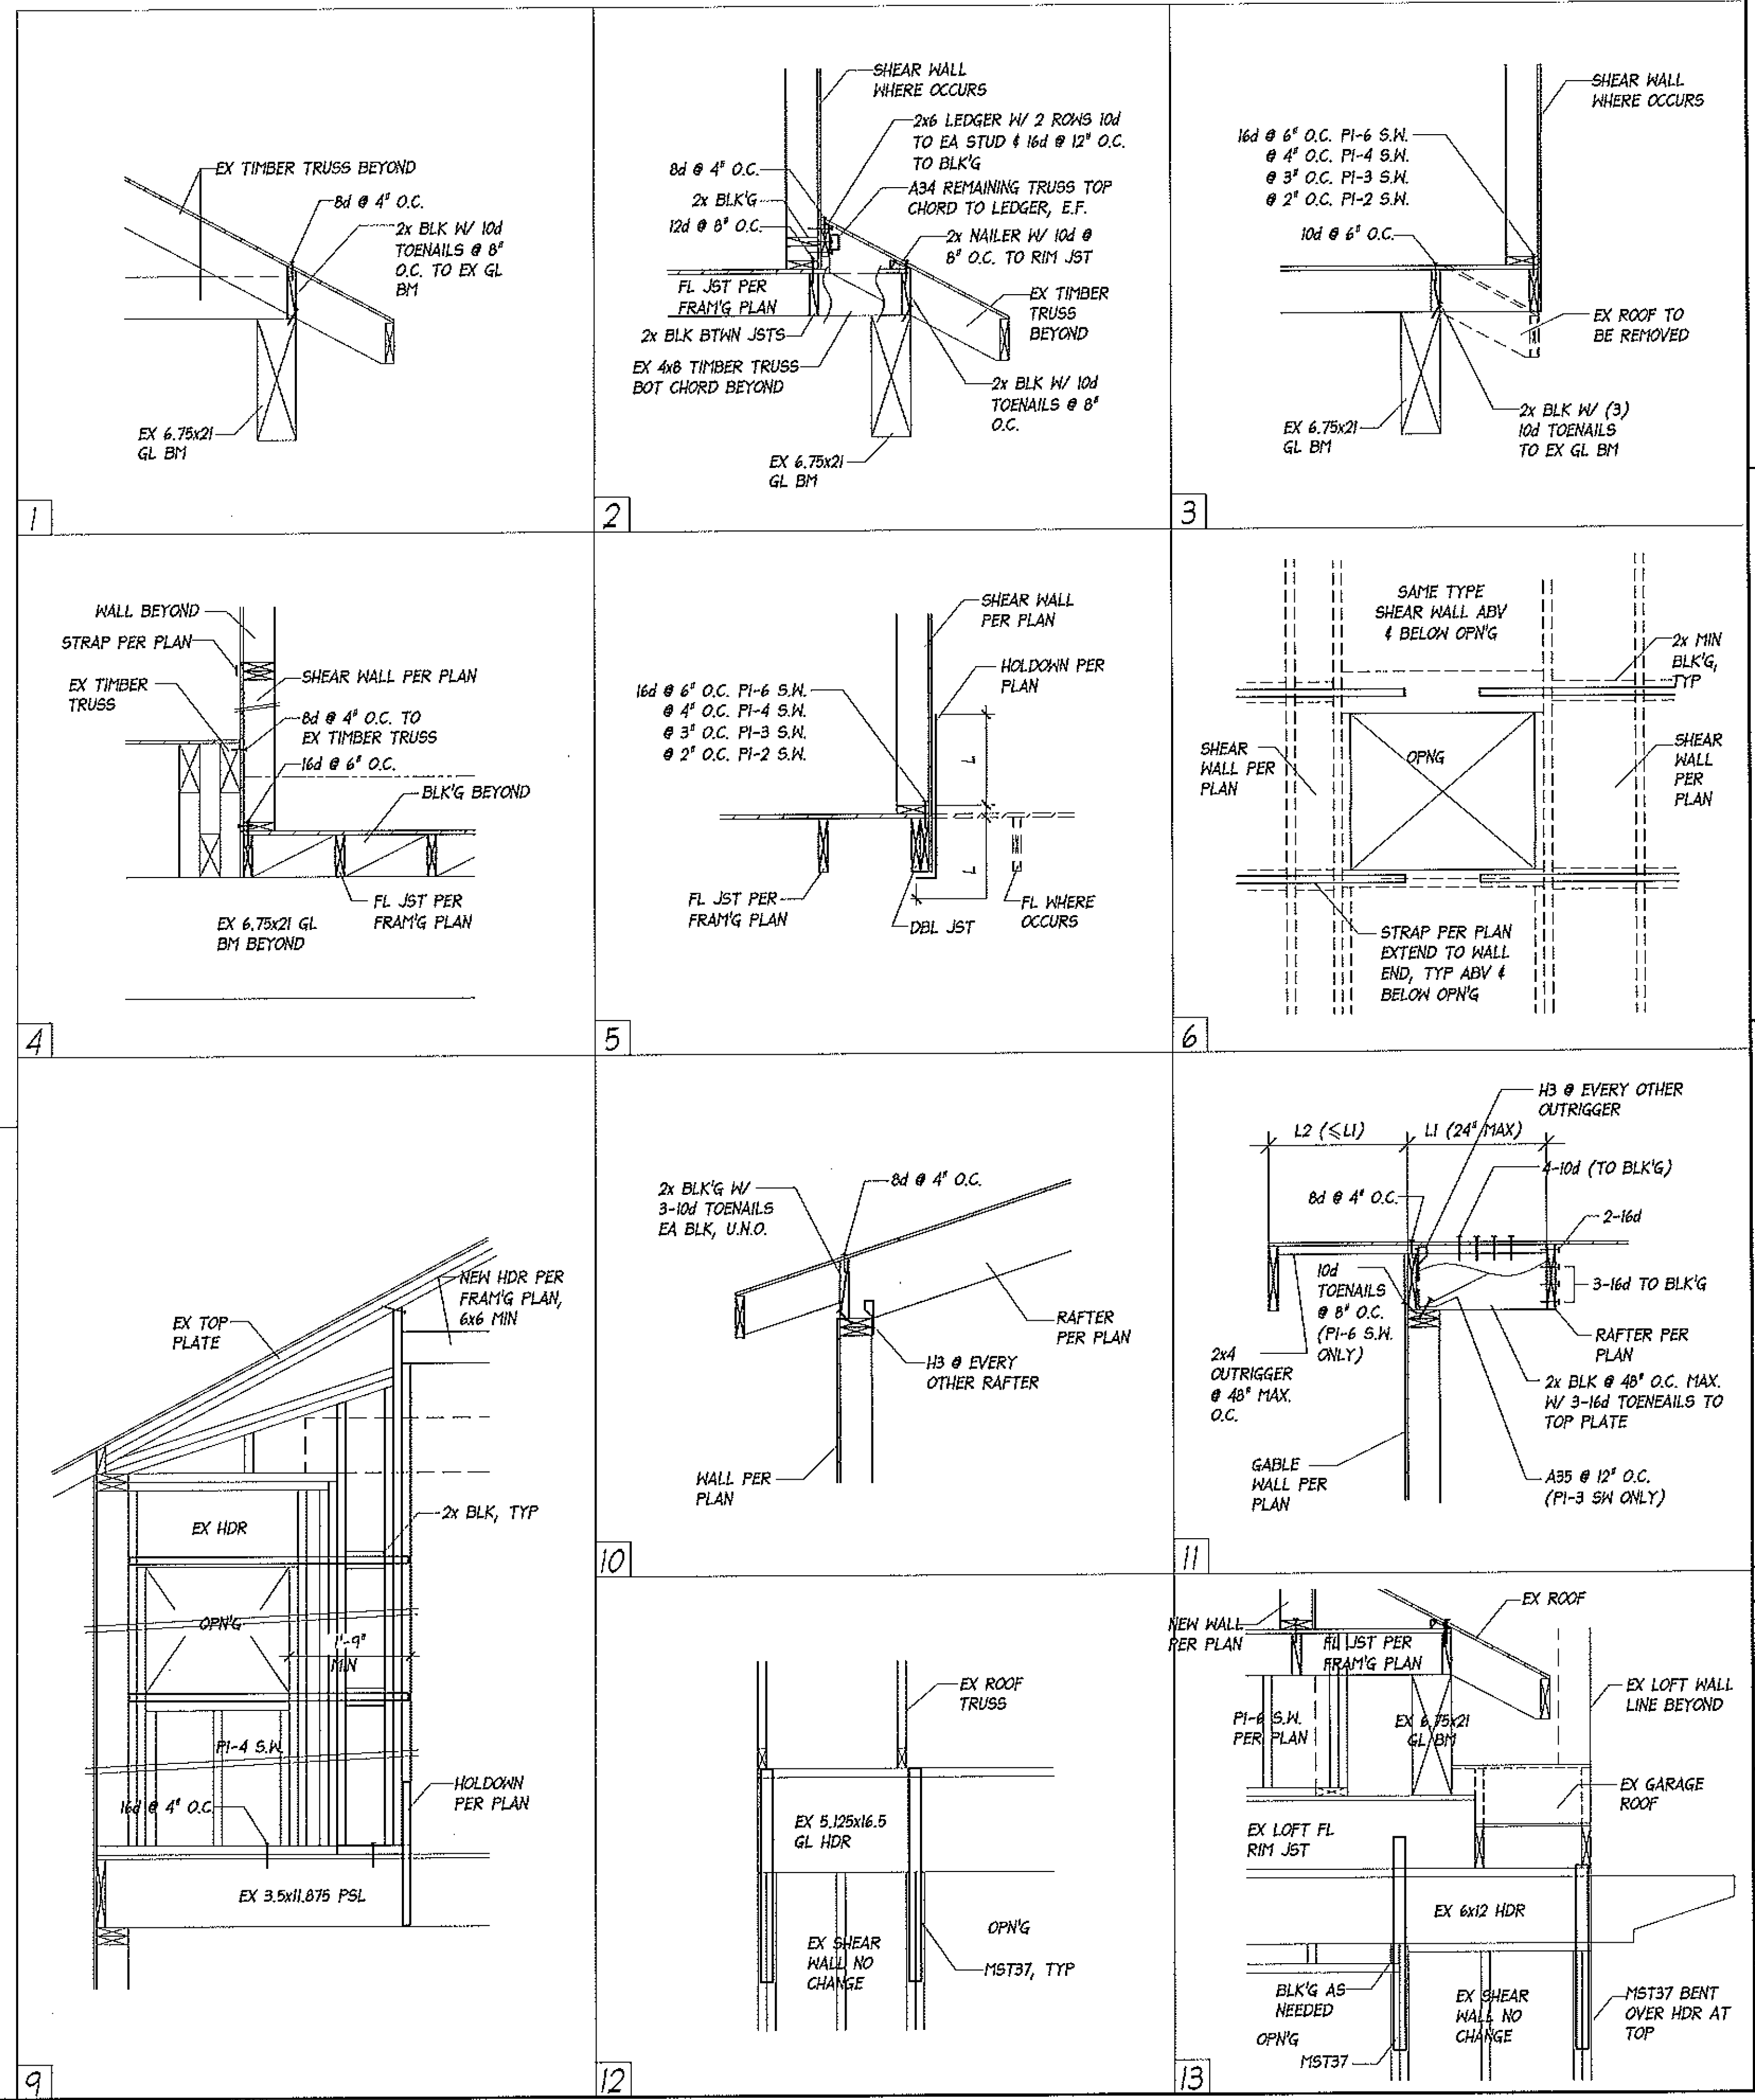 EX TIMBER TRUSS BEYOND
8d @ 4" O.C.
2x BLK W/ 10d
TOENAILS @ 8"
O.C. TO EX GL
BM
EX 6.75x21
GL BM
1
SHEAR WALL
WHERE OCCURS
2x6 LEDGER W/ 2 ROWS 10d
TO EA STUD & 16d @ 12" O.C.
TO BLK'G
8d @ 4" O.C.
2x BLK'G
12d @ 8" O.C.
A34 REMAINING TRUSS TOP
CHORD TO LEDGER, E.F.
2x NAILER W/ 10d @
8" O.C. TO RIM JST
FL JST PER
FRAM'G PLAN
EX TIMBER
TRUSS
BEYOND
2x BLK BTWN JSTS
EX 4x8 TIMBER TRUSS
BOT CHORD BEYOND
2x BLK W/ 10d
TOENAILS @ 8"
O.C.
EX 6.75x21
GL BM
2
SHEAR WALL
WHERE OCCURS
16d @ 6" O.C. P1-6 S.W.
@ 4" O.C. P1-4 S.W.
@ 3" O.C. P1-3 S.W.
@ 2" O.C. P1-2 S.W.
10d @ 6" O.C.
EX ROOF TO
BE REMOVED
EX 6.75x21
GL BM
2x BLK W/ (3)
10d TOENAILS
TO EX GL BM
3
WALL BEYOND
STRAP PER PLAN
EX TIMBER
TRUSS
SHEAR WALL PER PLAN
8d @ 4" O.C. TO
EX TIMBER TRUSS
16d @ 6" O.C.
BLK'G BEYOND
FL JST PER
FRAM'G PLAN
EX 6.75x21 GL
BM BEYOND
4
SHEAR WALL
PER PLAN
HOLDOWN PER
PLAN
16d @ 6" O.C. P1-6 S.W.
@ 4" O.C. P1-4 S.W.
@ 3" O.C. P1-3 S.W.
@ 2" O.C. P1-2 S.W.
L
L
FL JST PER
FRAM'G PLAN
DBL JST
FL WHERE
OCCURS
5
SAME TYPE
SHEAR WALL ABV
& BELOW OPN'G
2x MIN
BLK'G,
TYP
SHEAR
WALL PER
PLAN
OPNG
SHEAR
WALL
PER
PLAN
STRAP PER PLAN
EXTEND TO WALL
END, TYP ABV &
BELOW OPN'G
6
NEW HDR PER
FRAM'G PLAN,
6x6 MIN
EX TOP
PLATE
2x BLK, TYP
EX HDR
OPN'G
1'-9"
MIN
P1-4 S.W.
HOLDOWN
PER PLAN
16d @ 4" O.C.
EX 3.5x11.875 PSL
9
2x BLK'G W/
3-10d TOENAILS
EA BLK, U.N.O.
8d @ 4" O.C.
RAFTER
PER PLAN
H3 @ EVERY
OTHER RAFTER
WALL PER
PLAN
10
H3 @ EVERY OTHER
OUTRIGGER
L2 (≤L1)
L1 (24" MAX)
4-10d (TO BLK'G)
8d @ 4" O.C.
2-16d
10d
TOENAILS
@ 8" O.C.
(P1-6 S.W.
ONLY)
3-16d TO BLK'G
RAFTER PER
PLAN
2x4
OUTRIGGER
@ 48" MAX.
O.C.
2x BLK @ 48" O.C. MAX.
W/ 3-16d TOENEAILS TO
TOP PLATE
GABLE
WALL PER
PLAN
A35 @ 12" O.C.
(P1-3 SW ONLY)
11
EX ROOF
TRUSS
EX 5.125x16.5
GL HDR
OPN'G
EX SHEAR
WALL NO
CHANGE
MST37, TYP
12
EX ROOF
NEW WALL
PER PLAN
FL JST PER
FRAM'G PLAN
EX LOFT WALL
LINE BEYOND
P1-6 S.W.
PER PLAN
EX 6.75x21
GL BM
EX GARAGE
ROOF
EX LOFT FL
RIM JST
EX 6x12 HDR
BLK'G AS
NEEDED
EX SHEAR
WALL NO
CHANGE
MST37 BENT
OVER HDR AT
TOP
OPN'G
MST37
13